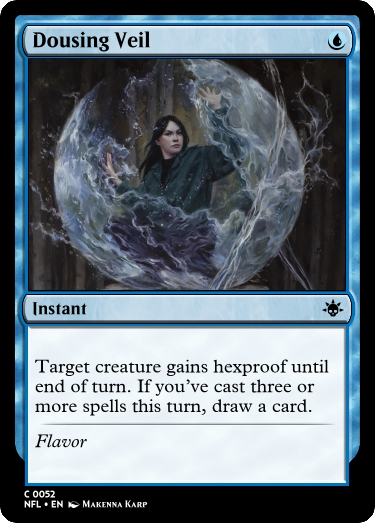 Dousing Veil
Instant
Target creature gains hexproof until
end of turn. If you've cast three or
more spells this turn, draw a card.
Flavor
C 0052
NFL • EN Makenna Karp